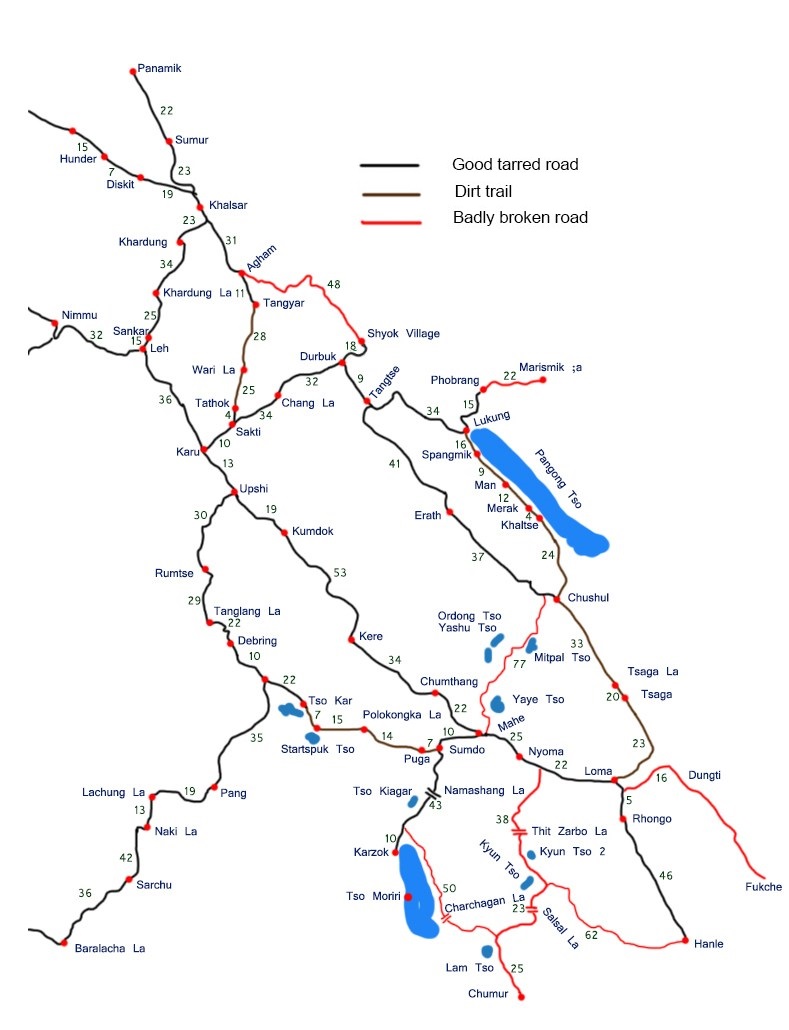 Panamik
22
Sumur
15
Hunder
7
Diskit
23
19
Khalsar
Good tarred road
Dirt trail
Badly broken road
23
Khardung
31
Agham
34
48
Khardung La
11
Tangyar
Nimmu
25
Sankar
32
15
Leh
28
Shyok Village
18
Durbuk
Wari La
32
9
Tangtse
Marismik ;a
22
Phobrang
15
36
25
Tathok
4
34
Chang La
34
Lukung
Sakti
10
Karu
16
Spangmik
Pangong Tso
13
41
9
Man
12
Upshi
Merak
4
Khaltse
30
19
Erath
Kumdok
24
37
Rumtse
53
29
Chushul
Tanglang La
22
Ordong Tso
Yashu Tso
Debring
Kere
33
Mitpal Tso
10
34
77
22
Tsaga La
20
Tsaga
Chumthang
Tso Kar
22
Yaye Tso
7
15
Polokongka La
Mahe
35
14
7
10
25
23
Startspuk Tso
Puga
Sumdo
Nyoma
22
Loma
16
Dungti
Lachung La
19
Pang
Tso Kiagar
Namashang La
43
5
13
Rhongo
Naki La
38
Thit Zarbo La
10
Karzok
Kyun Tso
Kyun Tso 2
42
46
Sarchu
Fukche
36
Tso Moriri
50
Charchagan La
23
Salsal La
62
Baralacha La
Hanle
Lam Tso
25
Chumur